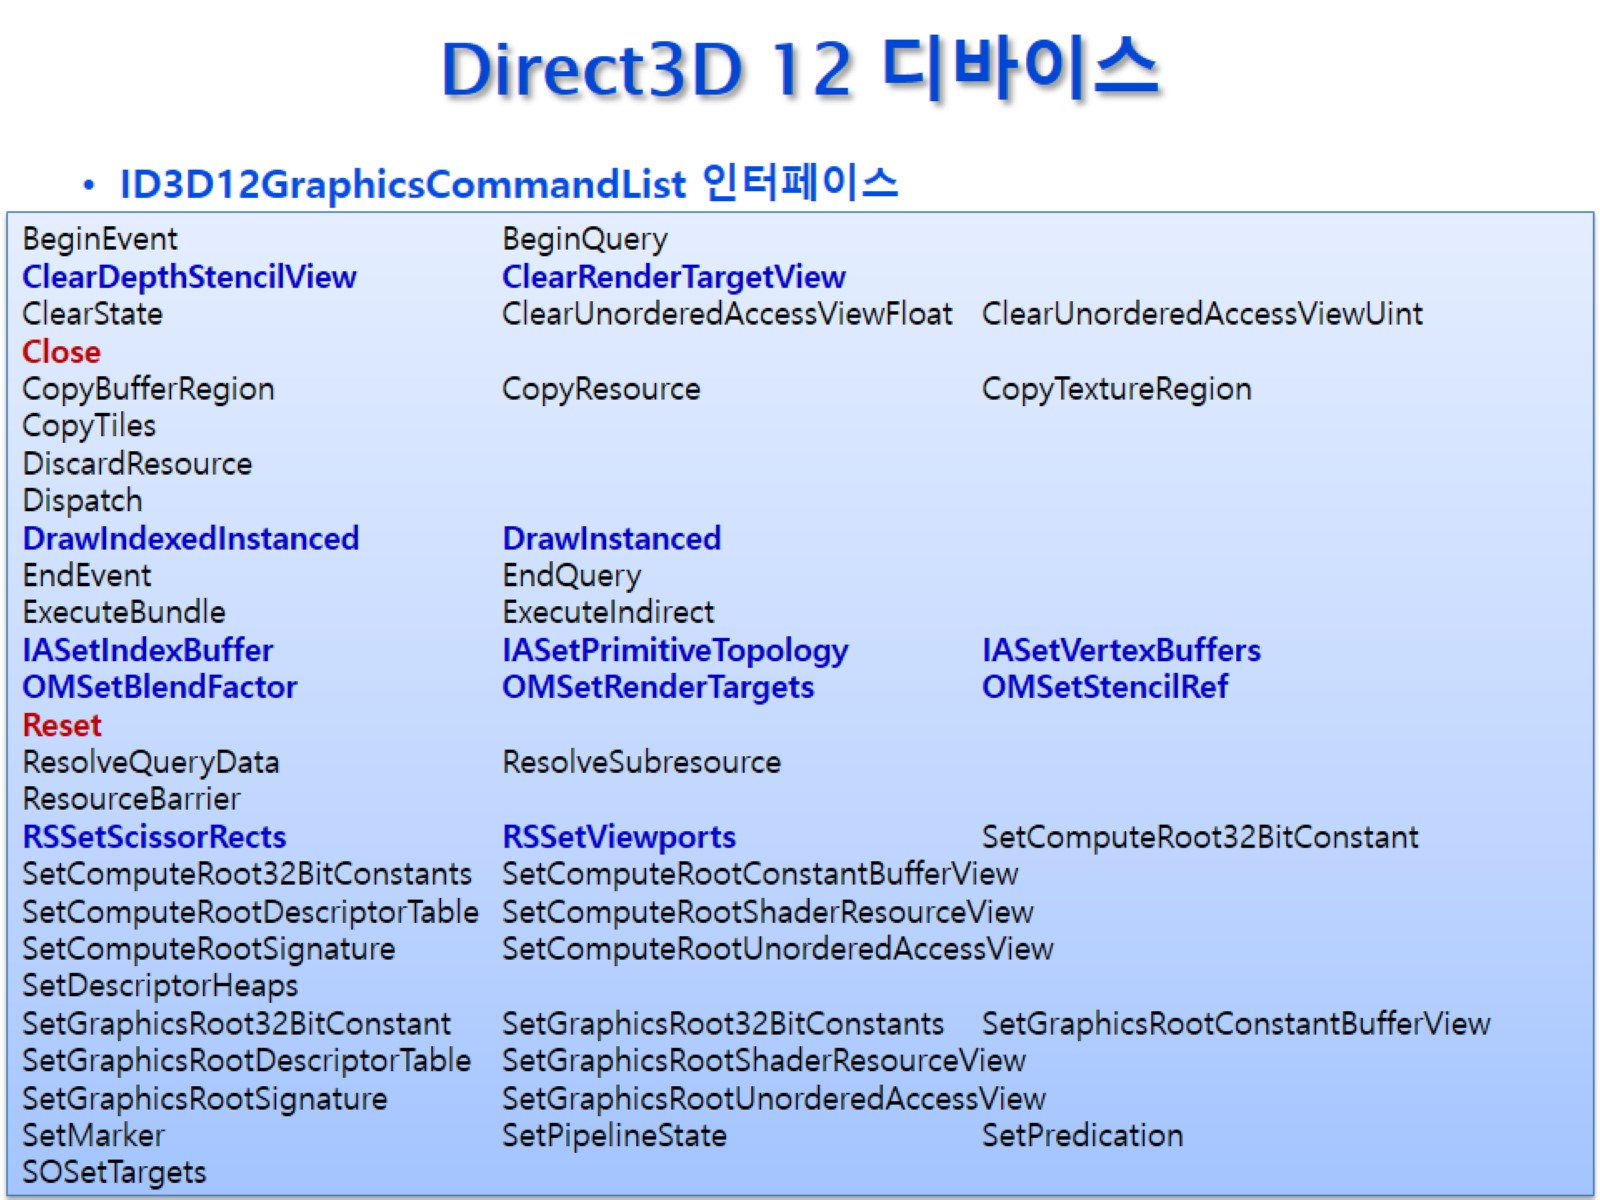 Direct3D 12 디바이스
• ID3D12GraphicsCommandList 인터페이스
BeginEvent BeginQuery
ClearDepthStencilView ClearRenderTargetView
ClearState ClearUnorderedAccessViewFloat ClearUnorderedAccessViewUint
Close
CopyBufferRegion CopyResource CopyTextureRegion
CopyTiles
DiscardResource
Dispatch
DrawIndexedInstanced DrawInstanced
EndEvent EndQuery
ExecuteBundle ExecuteIndirect
IASetIndexBuffer IASetPrimitiveTopology IASetVertexBuffers
OMSetBlendFactor OMSetRenderTargets OMSetStencilRef
Reset
ResolveQueryData ResolveSubresource
ResourceBarrier
RSSetScissorRects RSSetViewports SetComputeRoot32BitConstant
SetComputeRoot32BitConstants SetComputeRootConstantBufferView
SetComputeRootDescriptorTable SetComputeRootShaderResourceView
SetComputeRootSignature SetComputeRootUnorderedAccessView
SetDescriptorHeaps
SetGraphicsRoot32BitConstant SetGraphicsRoot32BitConstants SetGraphicsRootConstantBufferView
SetGraphicsRootDescriptorTable SetGraphicsRootShaderResourceView
SetGraphicsRootSignature SetGraphicsRootUnorderedAccessView
SetMarker SetPipelineState SetPredication
SOSetTargets